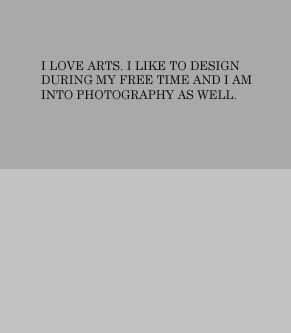 I LOVE ARTS. I LIKE TO DESIGN
DURING MY FREE TIME AND I AM
INTO PHOTOGRAPHY AS WELL.